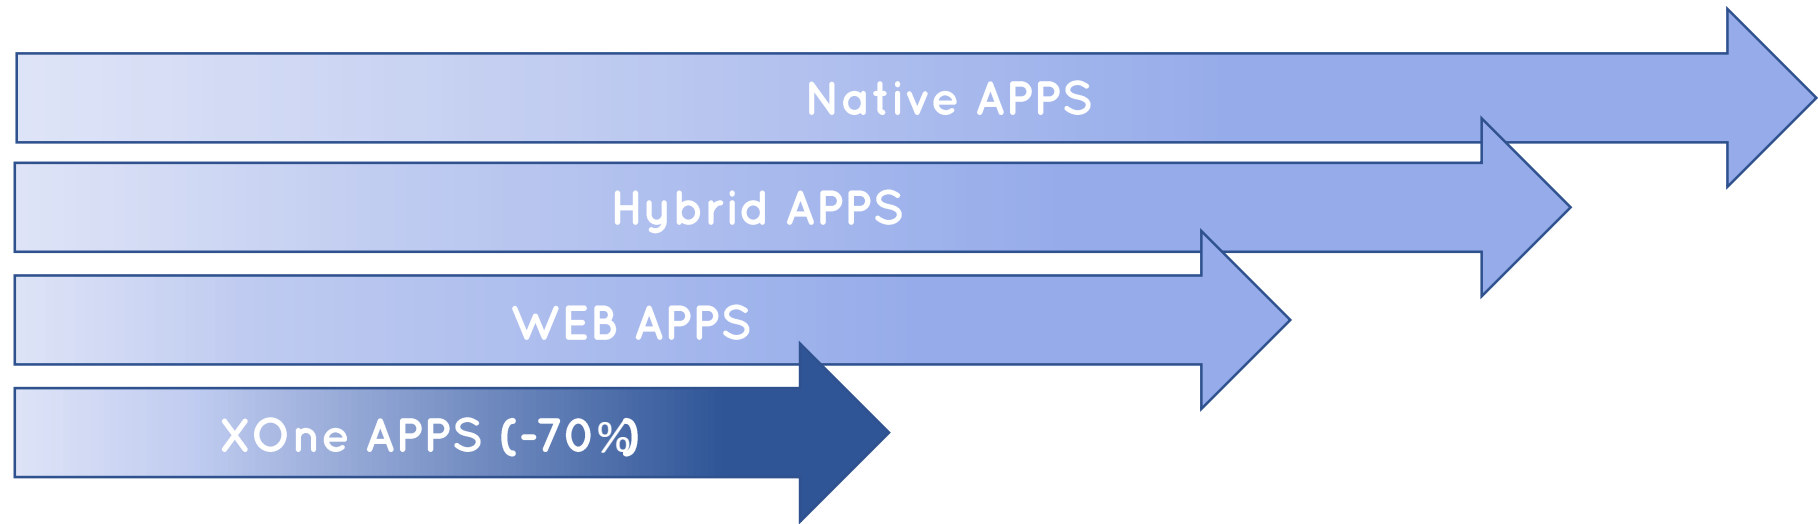 Native APPS
Hybrid APPS
WEB APPS
XOne APPS (-70%)